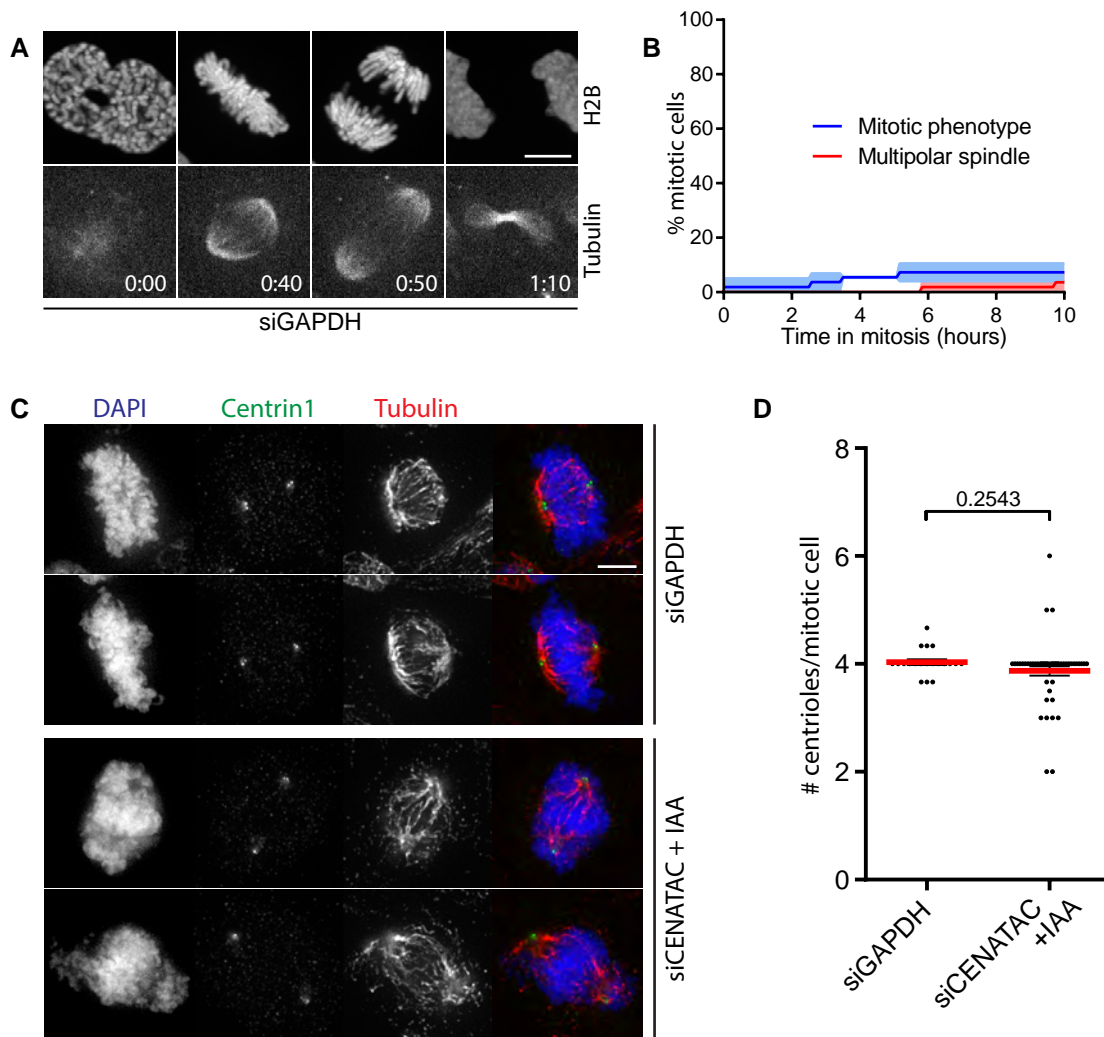 A
H2B
Tubulin
0:00
0:40
0:50
1:10
siGAPDH
B
100
80
60
40
20
0
% mitotic cells
Mitotic phenotype
Multipolar spindle
0
2
4
6
8
10
Time in mitosis (hours)
C
DAPI
Centrin1
Tubulin
siGAPDH
siCENATAC + IAA
D
8
6
4
2
0
# centrioles/mitotic cell
0.2543
siGAPDH
siCENATAC
+IAA